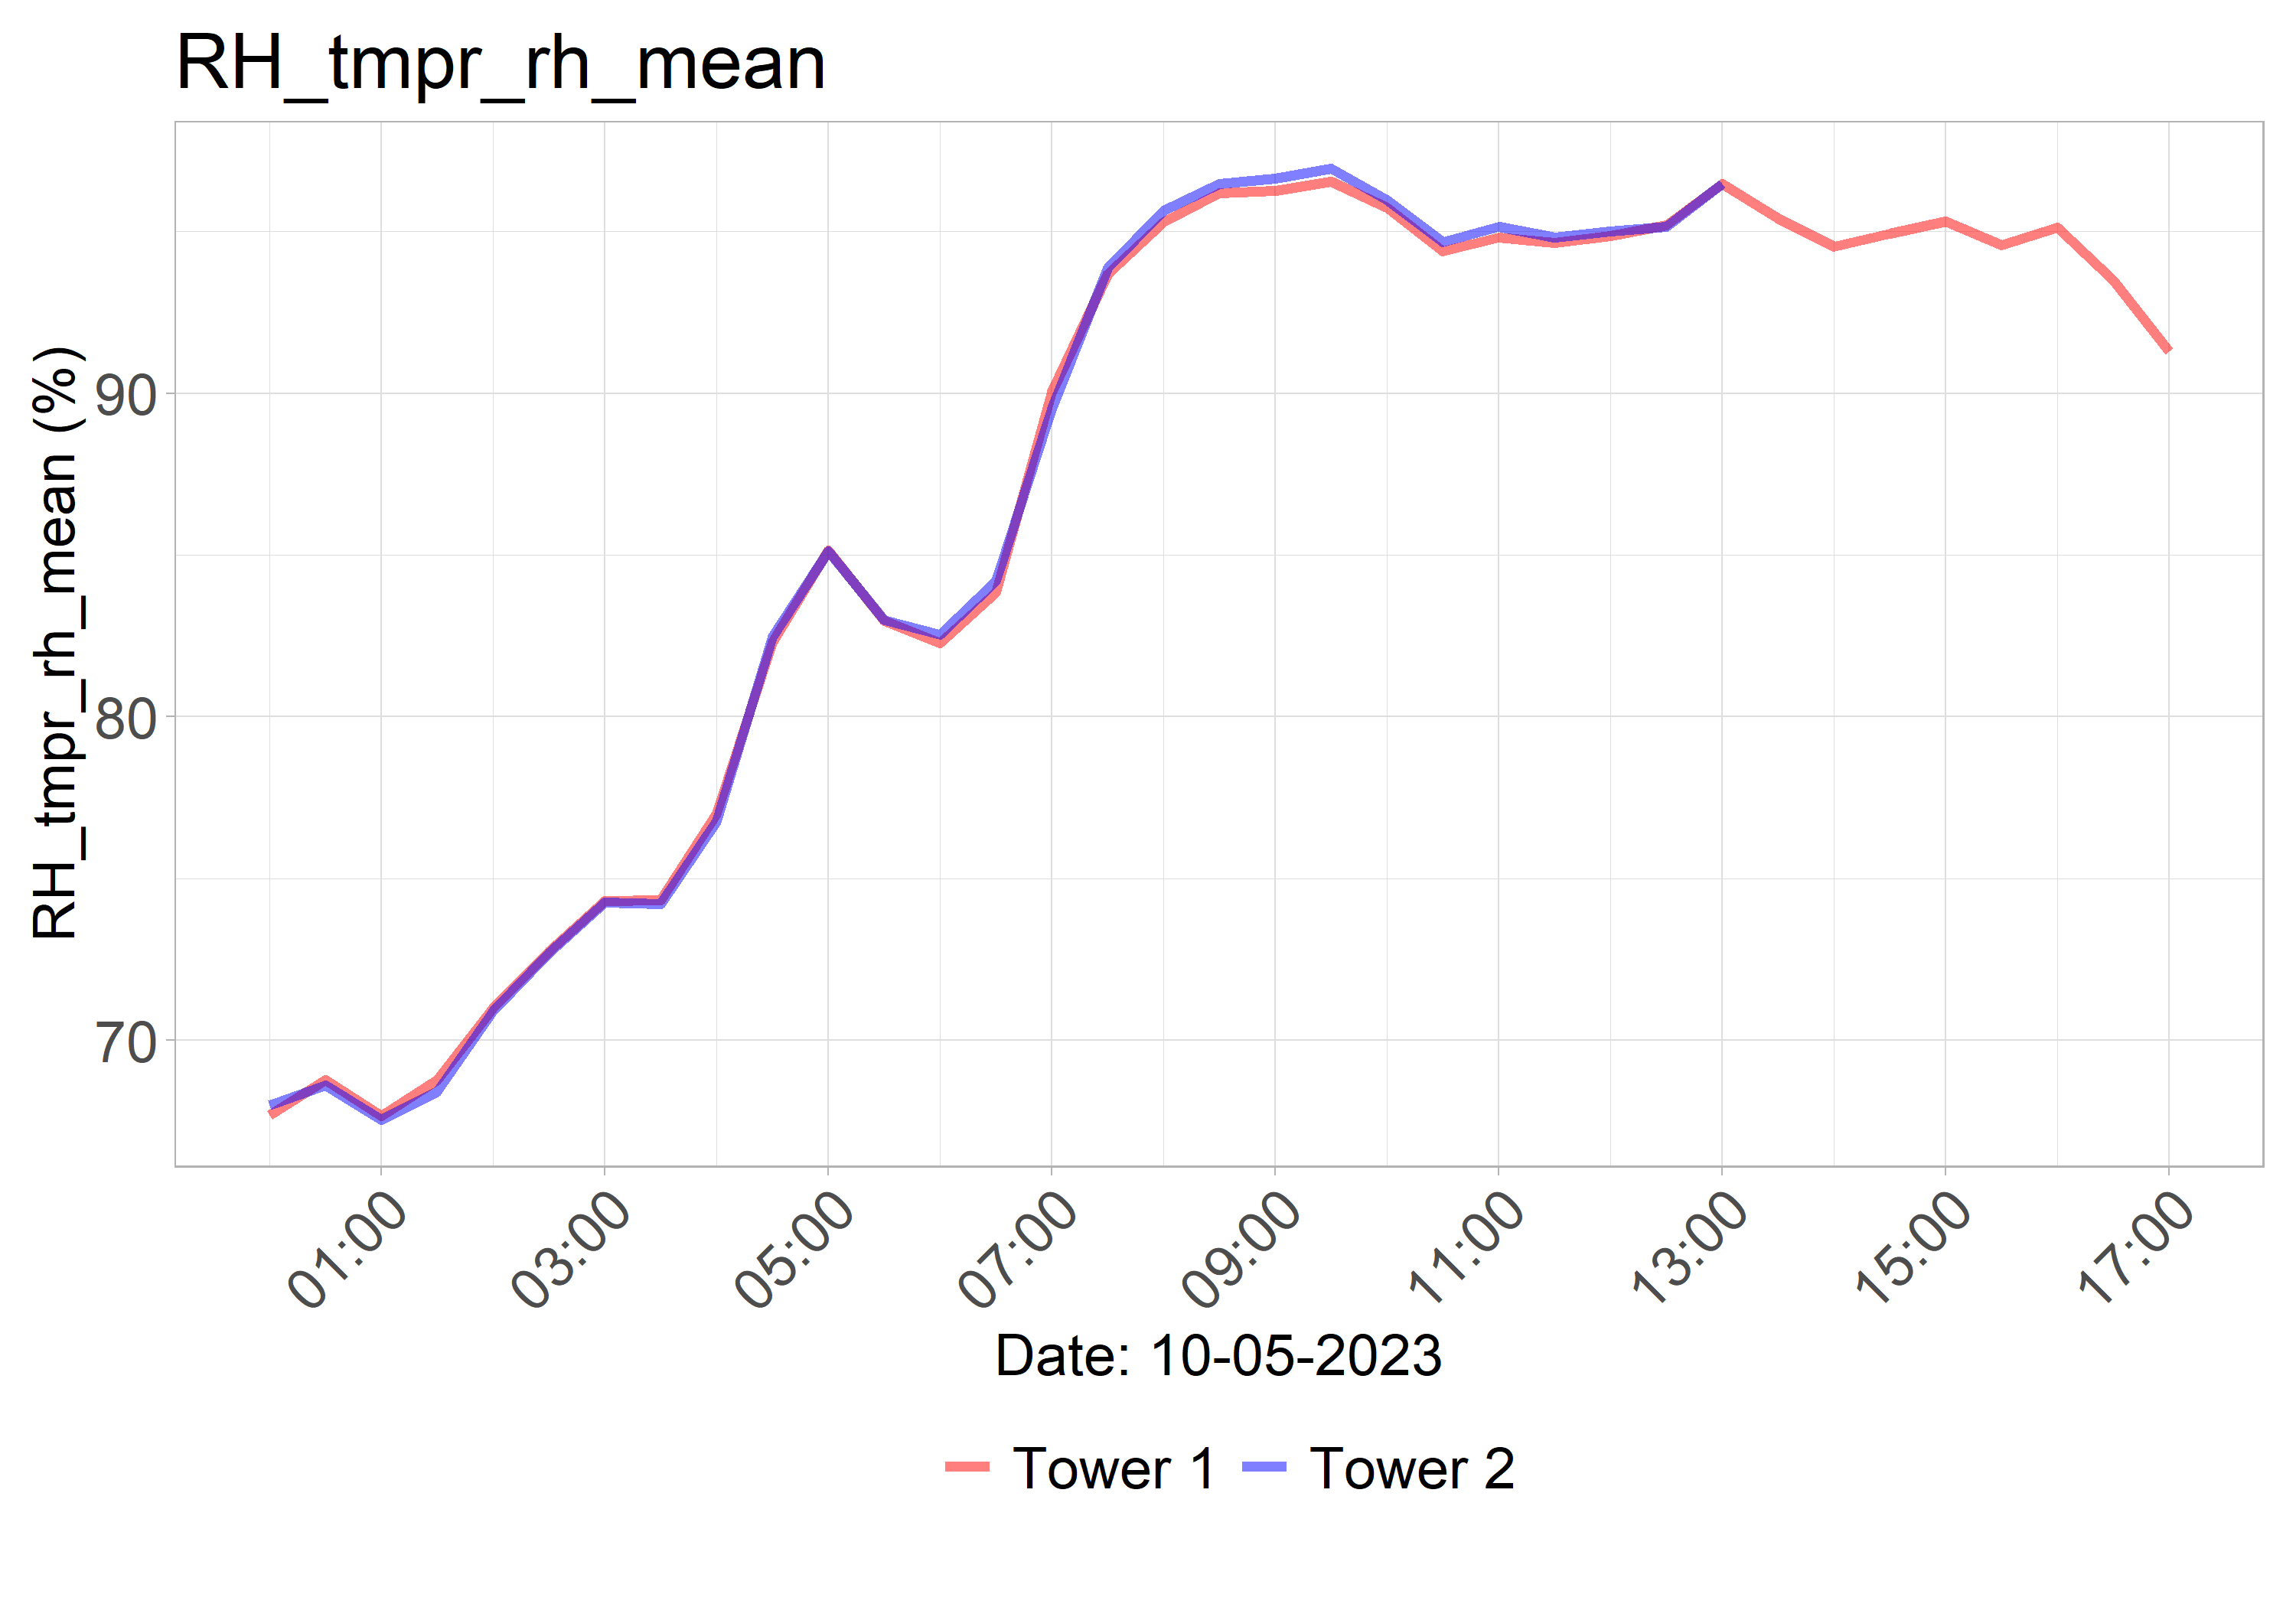 RH_tmpr_rh_mean
RH_tmpr_rh_mean (%)
90
80
70
01:00 03:00 05:00 07:00 09:00 11:00 13:00 15:00 17:00
Date: 10-05-2023
Tower 1 Tower 2